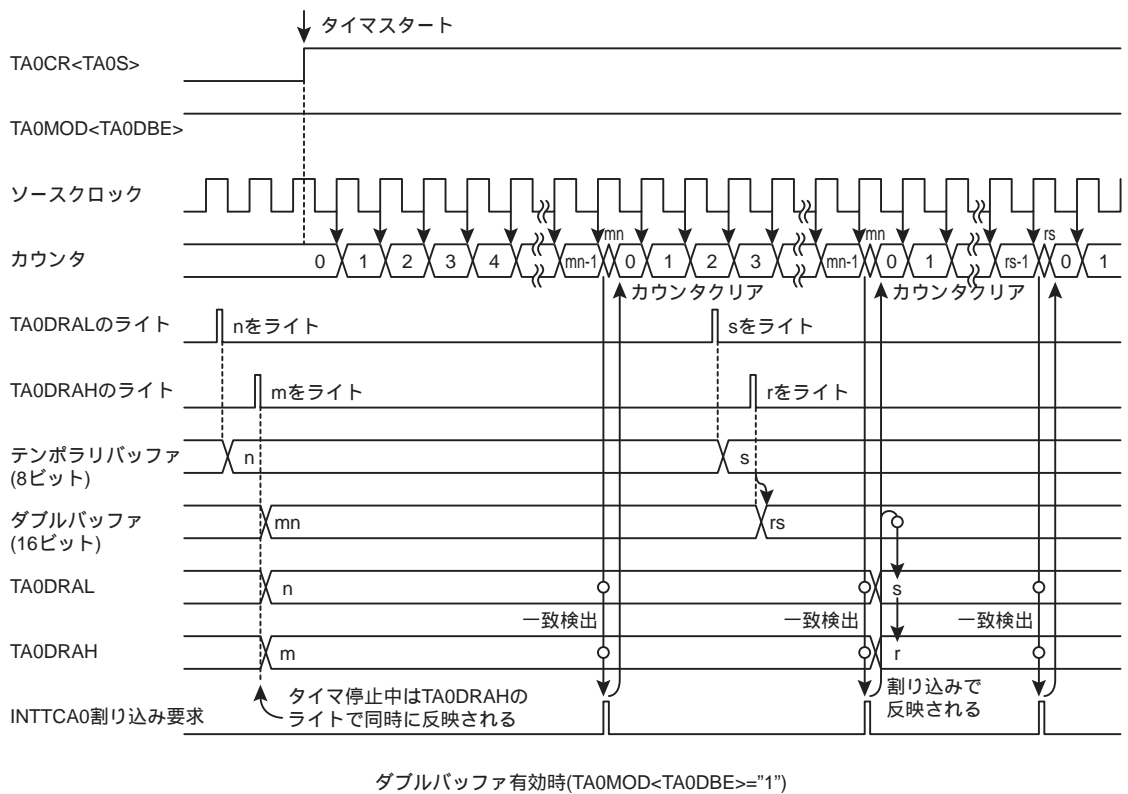 タイマスタート
TA0CR<TA0S>
TA0MOD<TA0DBE>
ソースクロック
mn mn rs
カウンタ 0 1 2 3 4 mn-1 0 1 2 3 mn-1 0 1 rs-1 0 1
カウンタクリア カウンタクリア
TA0DRALのライト nをライト sをライト
TA0DRAHのライト mをライト rをライト
テンポラリバッファ n s
(8ビット)
ダブルバッファ mn rs
(16ビット)
TA0DRAL n s
一致検出 一致検出 一致検出
TA0DRAH m r
タイマ停止中はTA0DRAHの 割り込みで
ライトで同時に反映される 反映される
INTTCA0割り込み要求
ダブルバッファ有効時(TA0MOD<TA0DBE>=”1”)